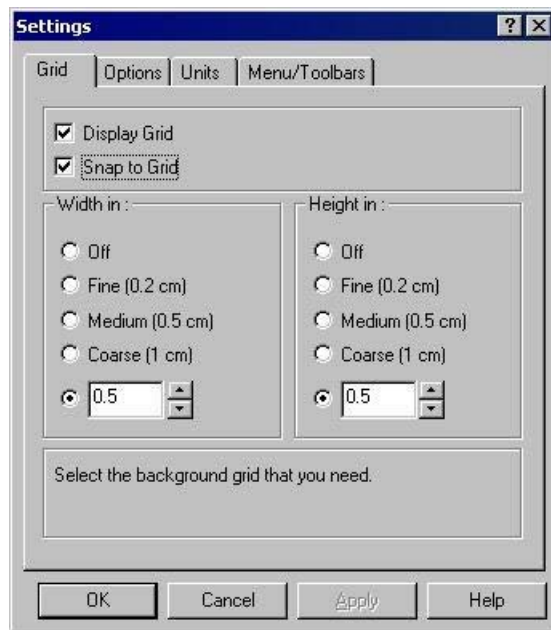 Settings
Grid Options Units Menu/Toolbars
Display Grid
Snap to Grid
Width in :
Off
Fine (0.2 cm)
Medium (0.5 cm)
Coarse (1 cm)
0.5
Height in :
Off
Fine (0.2 cm)
Medium (0.5 cm)
Coarse (1 cm)
0.5
Select the background grid that you need.
OK Cancel Apply Help